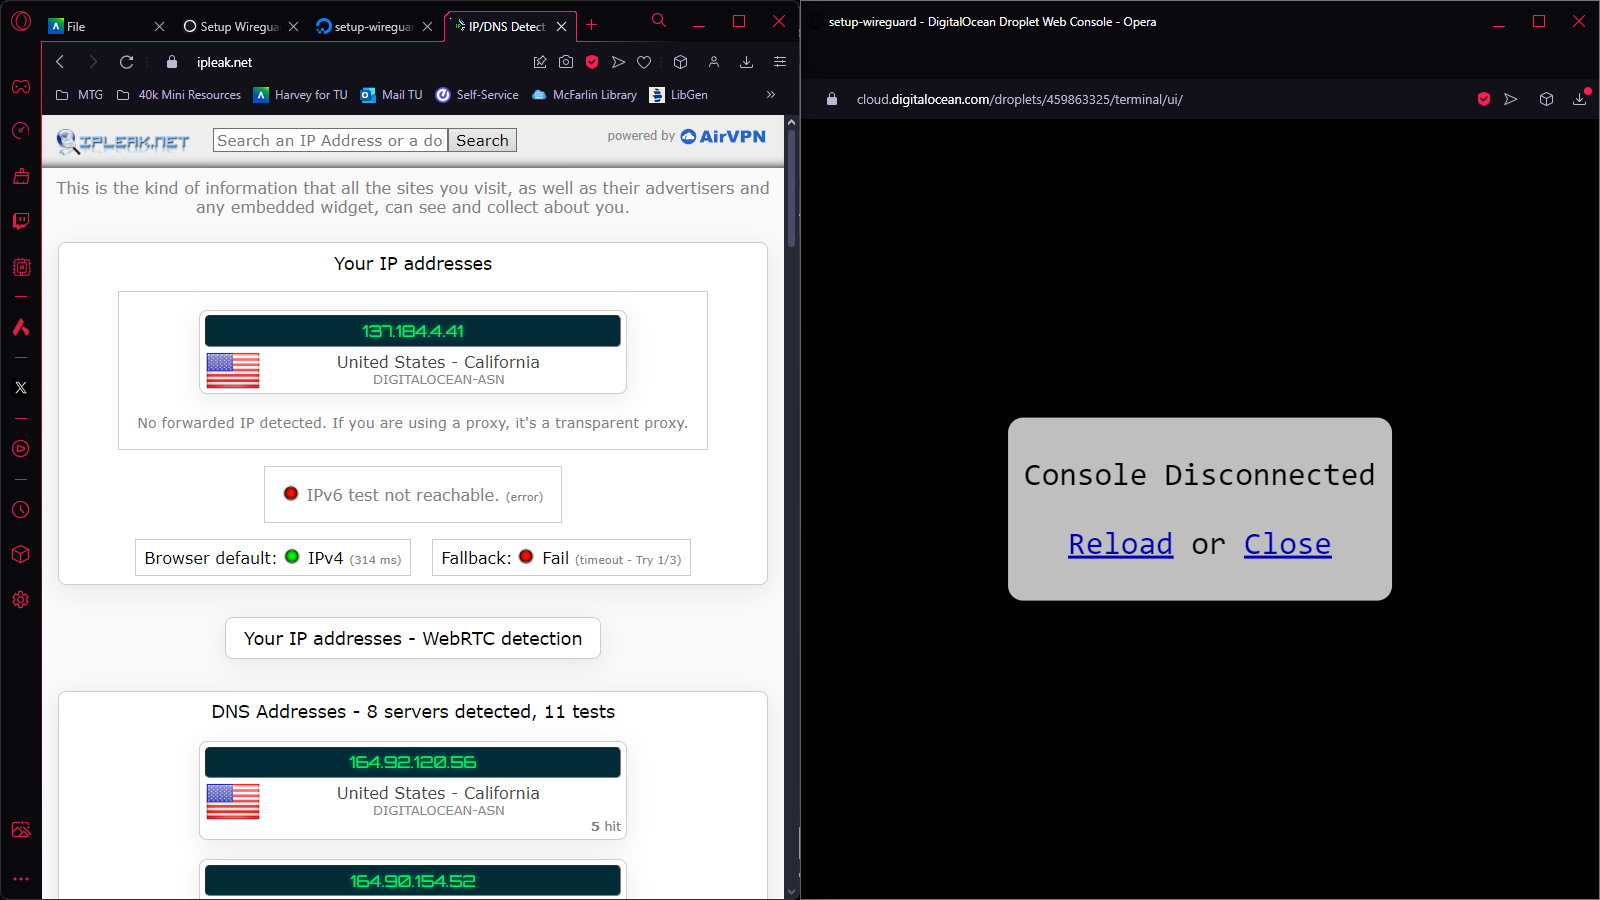 File
Setup Wiregua
setup-wiregua
IP/DNS Detect
ipleak.net
MTG
40k Mini Resources
Harvey for TU
Mail TU
Self-Service
McFarlin Library
LibGen
IPLEAK.NET
Search an IP Address or a do
Search
powered by AirVPN
This is the kind of information that all the sites you visit, as well as their advertisers and
any embedded widget, can see and collect about you.
Your IP addresses
137.184.4.41
United States - California
DIGITALOCEAN-ASN
No forwarded IP detected. If you are using a proxy, it's a transparent proxy.
IPv6 test not reachable. (error)
Browser default: IPv4 (314 ms)
Fallback: Fail (timeout - Try 1/3)
Your IP addresses - WebRTC detection
DNS Addresses - 8 servers detected, 11 tests
164.92.120.56
United States - California
DIGITALOCEAN-ASN
5 hit
164.90.154.52
setup-wireguard - DigitalOcean Droplet Web Console - Opera
cloud.digitalocean.com/droplets/459863325/terminal/ui/
Console Disconnected
Reload or Close